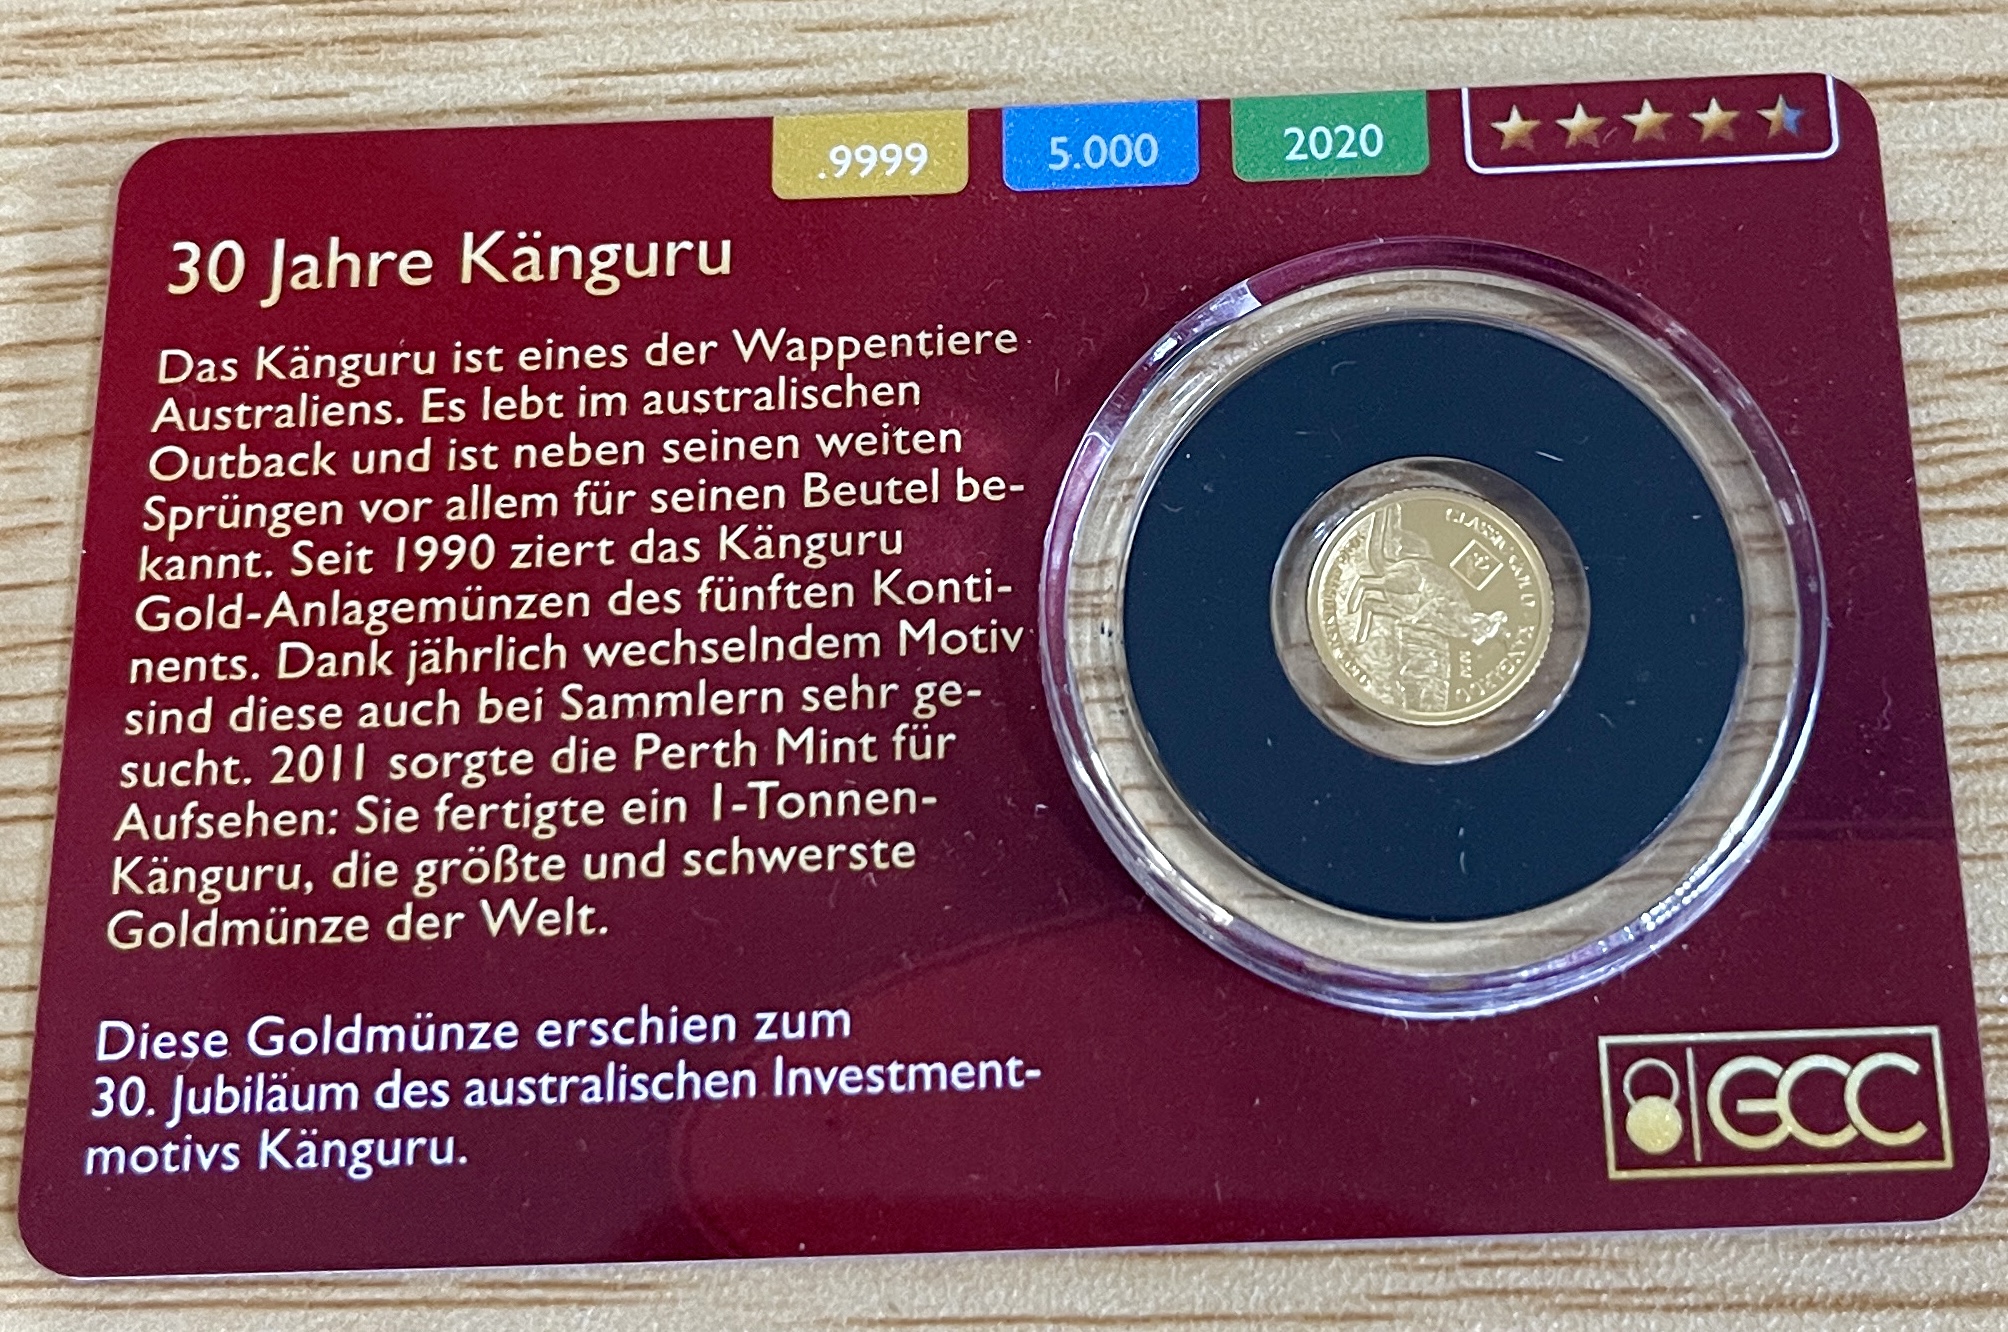 .9999
5.000
2020
30 Jahre Känguru
Das Känguru ist eines der Wappentiere
Australiens. Es lebt im australischen
Outback und ist neben seinen weiten
Sprüngen vor allem für seinen Beutel be-
kannt. Seit 1990 ziert das Känguru
Gold-Anlagemünzen des fünften Konti-
nents. Dank jährlich wechselndem Motiv
sind diese auch bei Sammlern sehr ge-
sucht. 2011 sorgte die Perth Mint für
Aufsehen: Sie fertigte ein 1-Tonnen-
Känguru, die größte und schwerste
Goldmünze der Welt.
Diese Goldmünze erschien zum
30. Jubiläum des australischen Investment-
motivs Känguru.
GCC